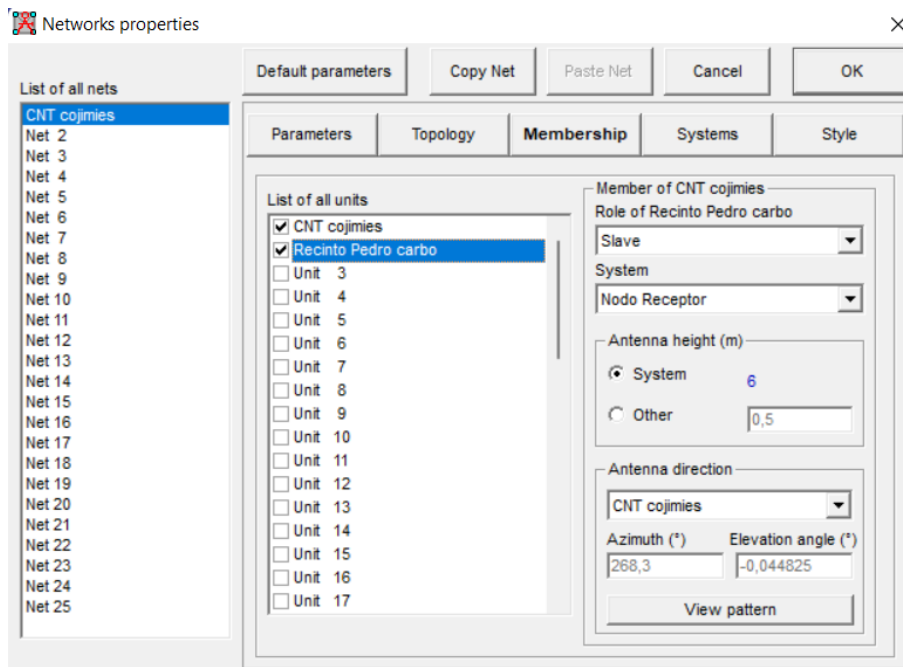 Networks properties
Default parameters
Copy Net
Paste Net
Cancel
OK
List of all nets
CNT cojimies
Net 2
Net 3
Net 4
Net 5
Net 6
Net 7
Net 8
Net 9
Net 10
Net 11
Net 12
Net 13
Net 14
Net 15
Net 16
Net 17
Net 18
Net 19
Net 20
Net 21
Net 22
Net 23
Net 24
Net 25
Parameters
Topology
Membership
Systems
Style
List of all units
CNT cojimies
Recinto Pedro carbo
Unit 3
Unit 4
Unit 5
Unit 6
Unit 7
Unit 8
Unit 9
Unit 10
Unit 11
Unit 12
Unit 13
Unit 14
Unit 15
Unit 16
Unit 17
Member of CNT cojimies
Role of Recinto Pedro carbo
Slave
System
Nodo Receptor
Antenna height (m)
System 6
Other 0,5
Antenna direction
CNT cojimies
Azimuth (°) Elevation angle (°)
268,3 -0,044825
View pattern